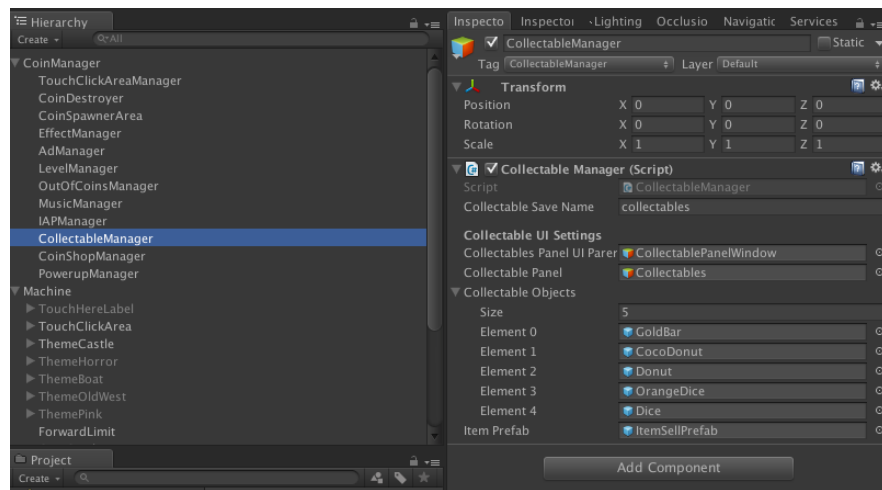 Hierarchy
Create
All
CoinManager
TouchClickAreaManager
CoinDestroyer
CoinSpawnerArea
EffectManager
AdManager
LevelManager
OutOfCoinsManager
MusicManager
IAPManager
CollectableManager
CoinShopManager
PowerupManager
Machine
TouchHereLabel
TouchClickArea
ThemeCastle
ThemeHorror
ThemeBoat
ThemeOldWest
ThemePink
ForwardLimit
Project
Create
Inspecto Inspector Lighting Occlusio Navigatic Services
CollectableManager Static
Tag CollectableManager Layer Default
Transform
Position X 0 Y 0 Z 0
Rotation X 0 Y 0 Z 0
Scale X 1 Y 1 Z 1
Collectable Manager (Script)
Script CollectableManager
Collectable Save Name collectables
Collectable UI Settings
Collectables Panel UI Parer CollectablePanelWindow
Collectable Panel Collectables
Collectable Objects
Size 5
Element 0 GoldBar
Element 1 CocoDonut
Element 2 Donut
Element 3 OrangeDice
Element 4 Dice
Item Prefab ItemSellPrefab
Add Component